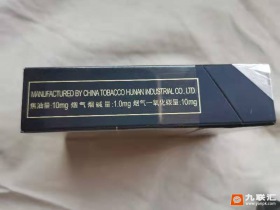 MANUFACTURED BY CHINA TOBACCO HUNAN INDUSTRIAL CO., LTD
焦油量:10mg 烟气烟碱量:1.0mg 烟气一氧化碳量:10mg
九联汇